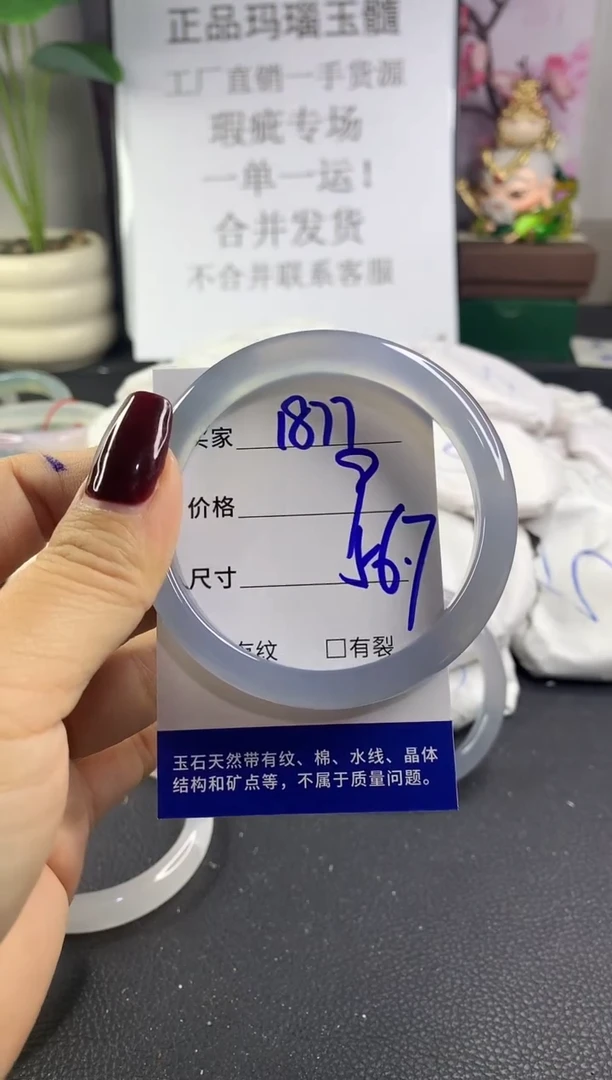 正品玛瑙玉髓
工厂直销一手货源
瑕疵专场
一单一运！
合并发货
不合并联系客服
买家 1877
价格
尺寸 56.7
有纹 □有裂
玉石天然带有纹、棉、水线、晶体
结构和矿点等，不属于质量问题。